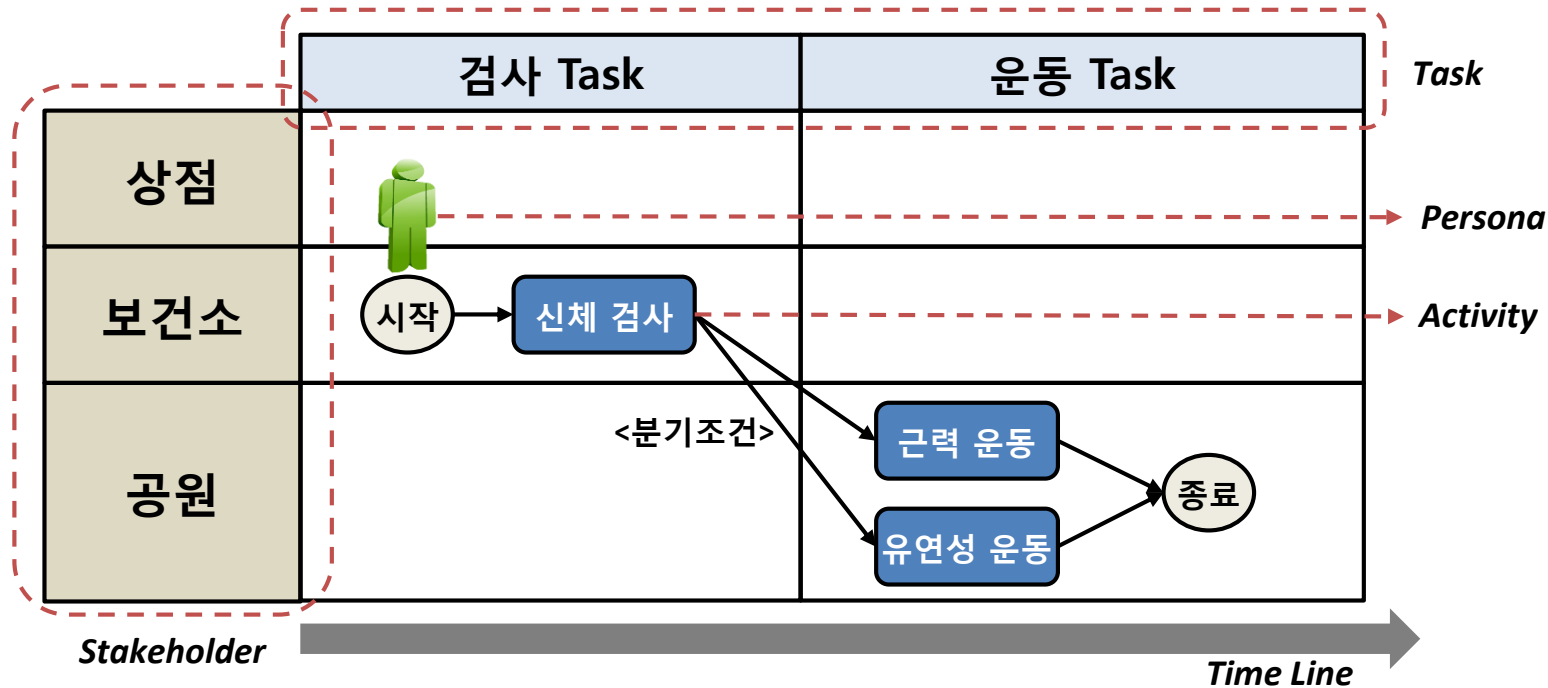 검사 Task
운동 Task
Task
상점
Persona
보건소
시작
신체 검사
Activity
공원
<분기조건>
근력 운동
유연성 운동
종료
Stakeholder
Time Line